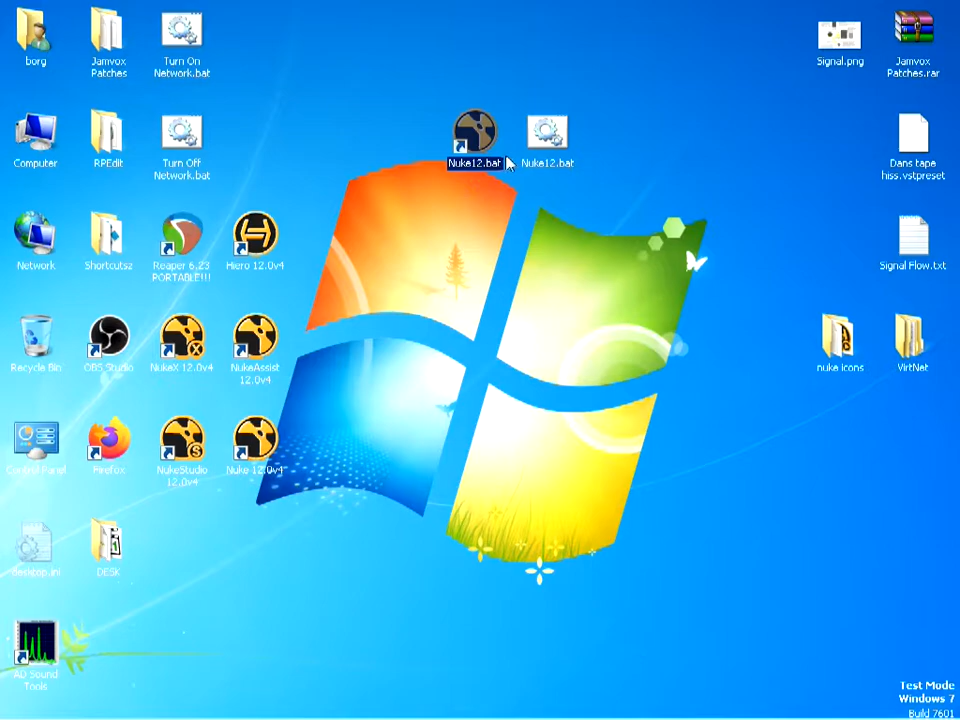 borg
Jamvox
Patches
Turn On
Network.bat
Signal.png
Jamvox
Patches.rar
Computer
RPEdit
Turn Off
Network.bat
Nuke12.bat
Nuke12.bat
Dans tape
hiss.vstpreset
Network
Shortcutsz
Reaper 6.23
PORTABLE!!!
Hiero 12.0v4
Signal Flow.txt
Recycle Bin
OBS Studio
NukeX 12.0v4
NukeAssist
12.0v4
nuke icons
VirtNet
Control Panel
Firefox
NukeStudio
12.0v4
Nuke 12.0v4
desktop.ini
DESK
AD Sound
Tools
Test Mode
Windows 7
Build 7601